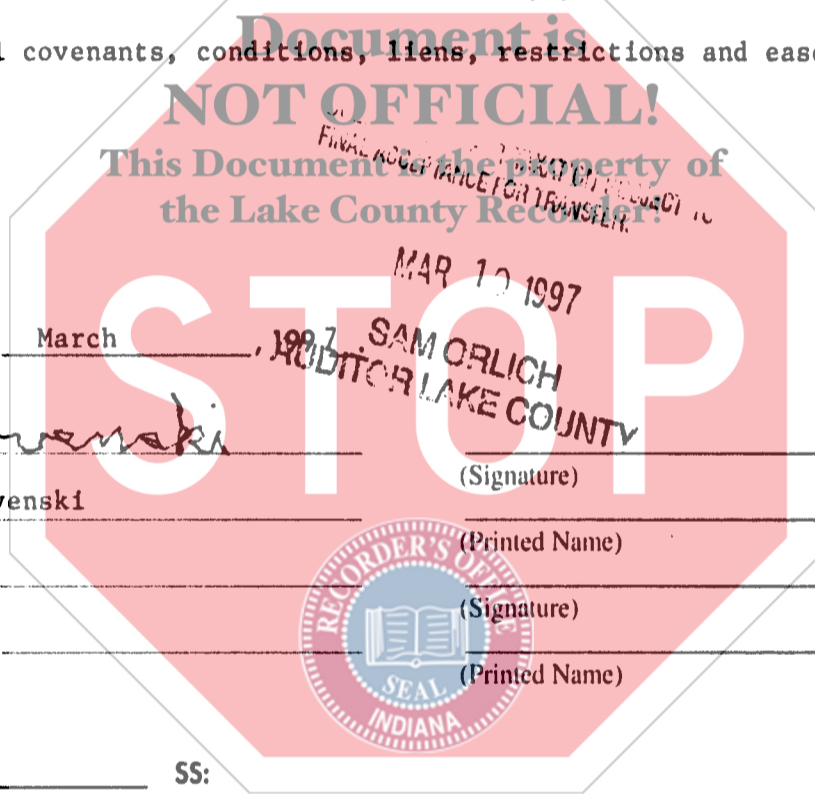 Document is
covenants, conditions, liens, restrictions and
NOT OFFICIAL!
This Document is the property of
FINAL ACCEPTANCE FOR TRANSFER.
the Lake County Recorder!
MAR 10 1997
STOP
March , 1997.
SAM ORLICH
AUDITOR LAKE COUNTY
(Signature)
venski
(Printed Name)
RECORDER'S OFFICE
(Signature)
SEAL
(Printed Name)
INDIANA
SS: